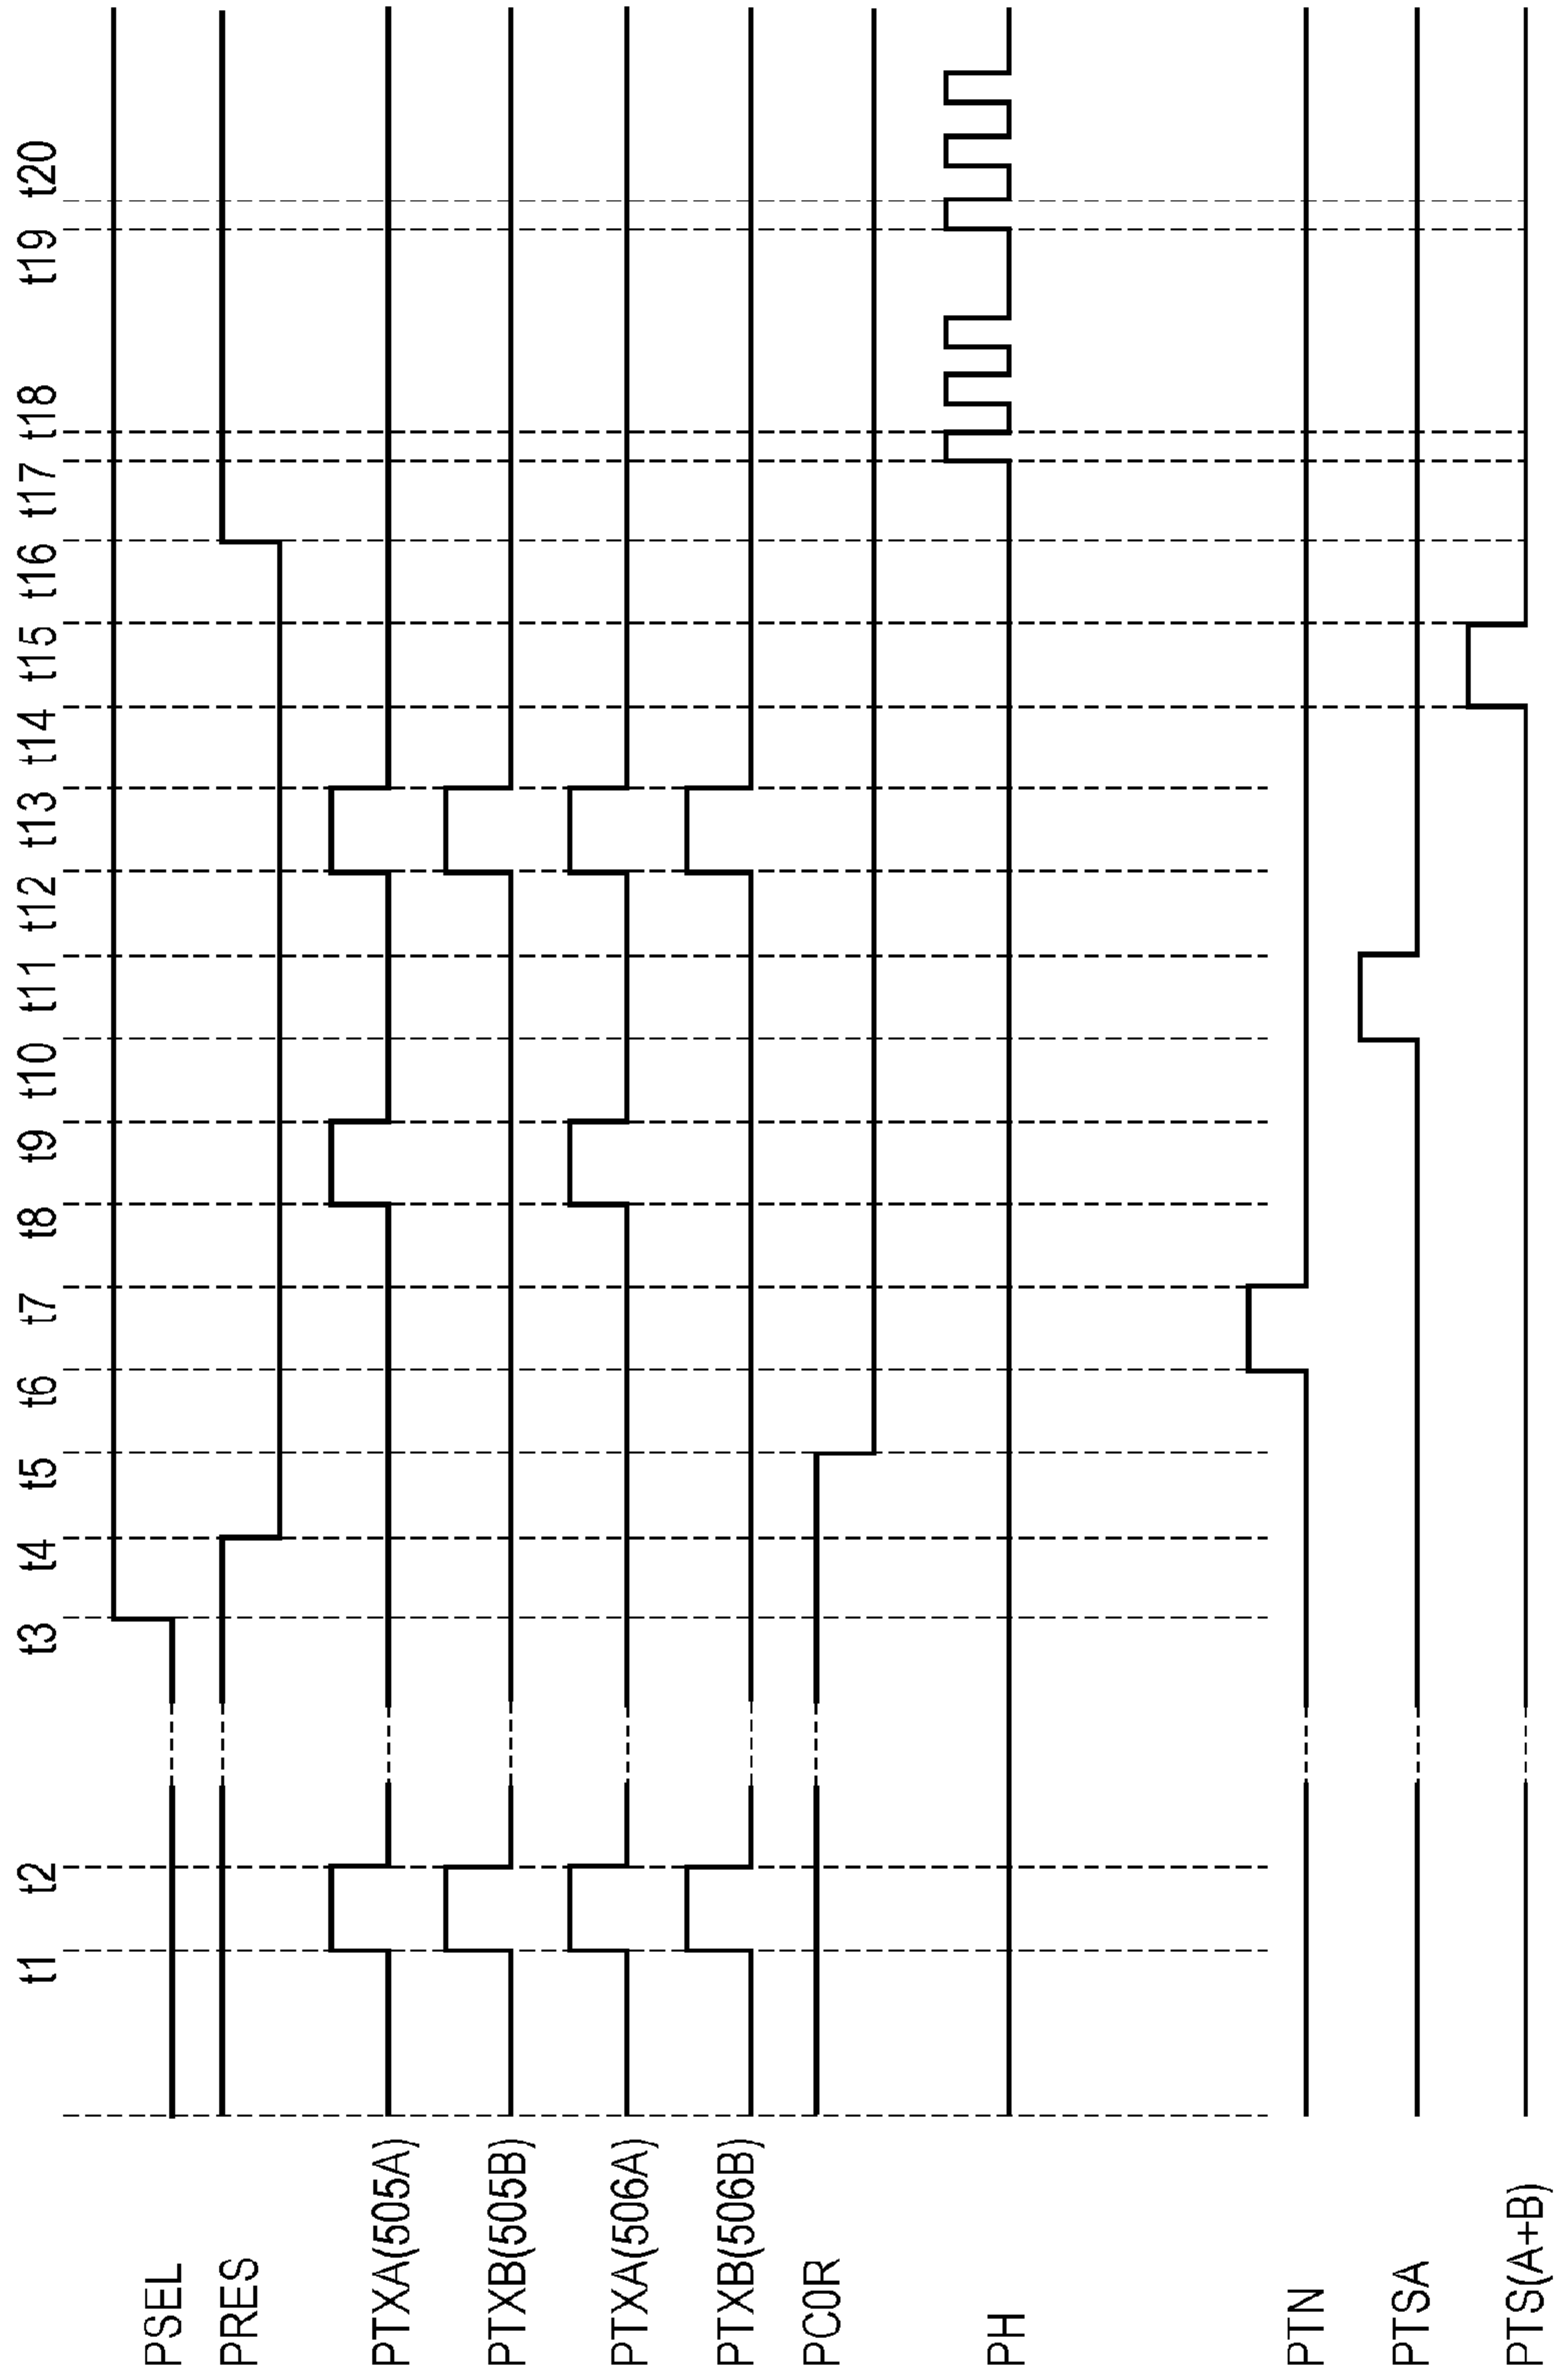 t1 t2 t3 t4 t5 t6 t7 t8 t9 t10 t11 t12 t13 t14 t15 t16 t17 t18 t19 t20
PSEL
PRES
PTXA(505A)
PTXB(505B)
PTXA(506A)
PTXB(506B)
PC0R
PH
PTN
PTSA
PTS(A+B)